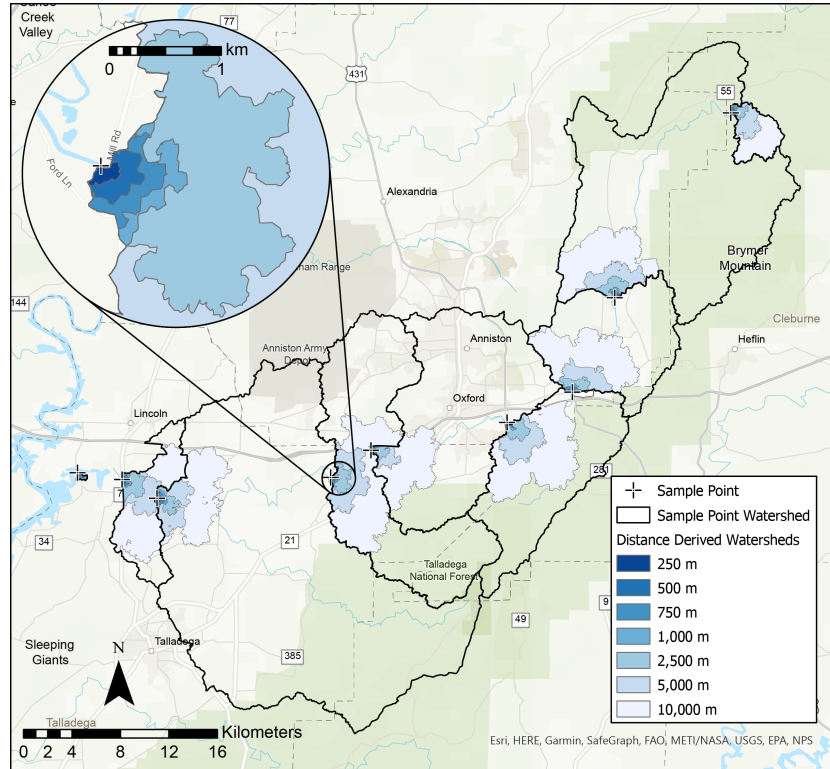 Creek
Valley
77
km
0
1
431
55
Mill Rd
Ford Ln
Alexandria
Range
Brymer
Mountain
144
Cleburne
Anniston Army
Depot
Anniston
Heflin
Oxford
Lincoln
281
7
34
21
Talladega
National Forest
9
49
Sleeping
Giants
N
Talladega
385
Talladega
Kilometers
0 2 4 8 12 16
Sample Point
Sample Point Watershed
Distance Derived Watersheds
250 m
500 m
750 m
1,000 m
2,500 m
5,000 m
10,000 m
Esri, HERE, Garmin, SafeGraph, FAO, METI/NASA, USGS, EPA, NPS